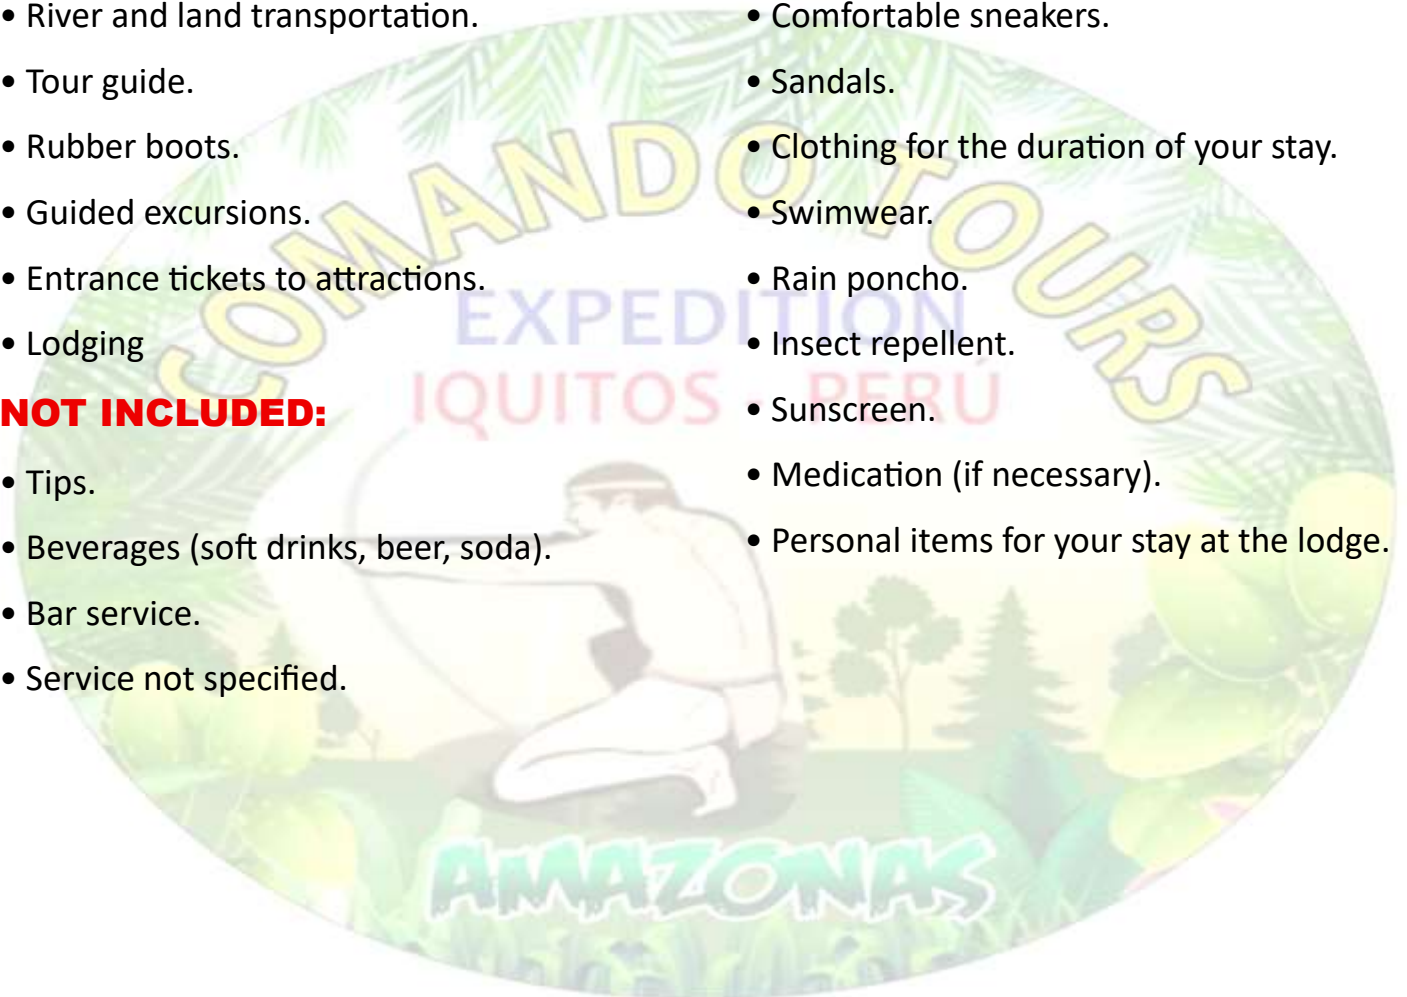 • River and land transportation.
• Tour guide.
• Rubber boots.
• Guided excursions.
• Entrance tickets to attractions.
• Lodging
NOT INCLUDED:
• Tips.
• Beverages (soft drinks, beer, soda).
• Bar service.
• Service not specified.
• Comfortable sneakers.
• Sandals.
• Clothing for the duration of your stay.
• Swimwear.
• Rain poncho.
• Insect repellent.
• Sunscreen.
• Medication (if necessary).
• Personal items for your stay at the lodge.
COMANDO TOURS
EXPEDITION
IQUITOS - PERÚ
AMAZONAS